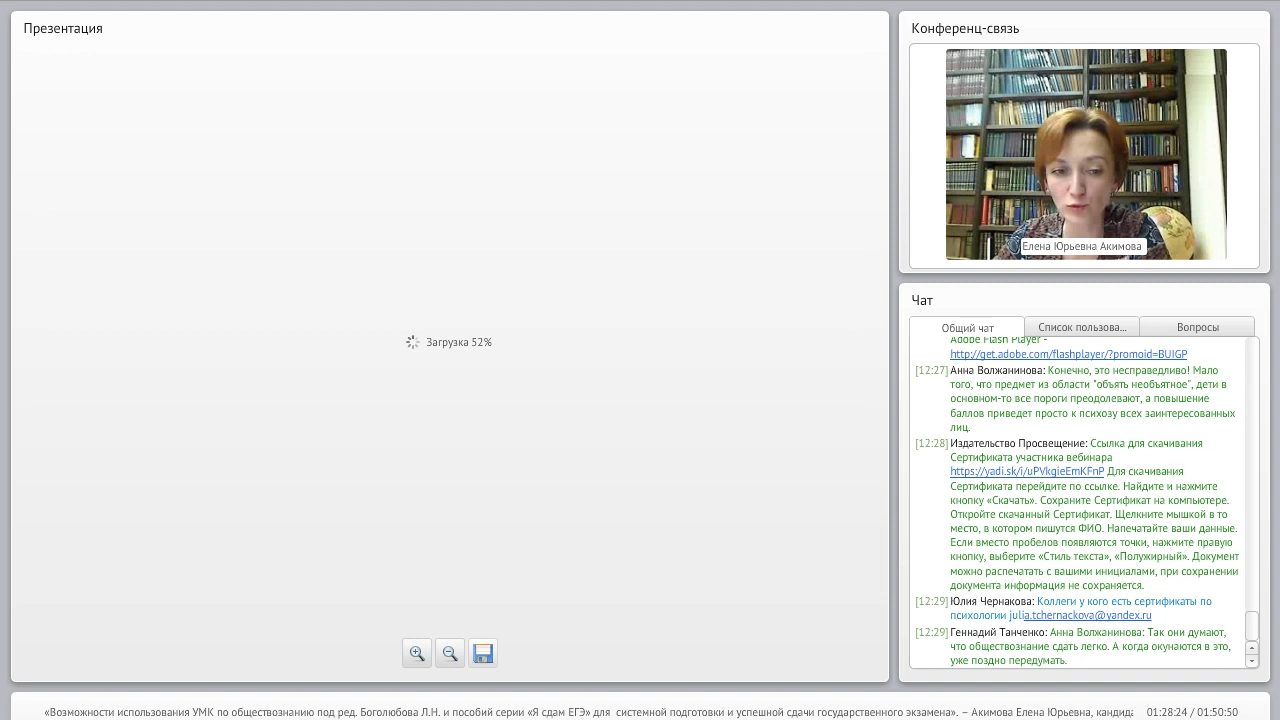 Презентация
Загрузка 52%
Конференц-связь
Елена Юрьевна Акимова
Чат
Общий чат
Список пользова...
Вопросы
Adobe Flash Player -
http://get.adobe.com/flashplayer/?promoid=BUIGP
[12:27] Анна Волжанинова: Конечно, это несправедливо! Мало
того, что предмет из области "объять необъятное", дети в
основном-то все пороги преодолевают, а повышение
баллов приведет просто к психозу всех заинтересованных
лиц.
[12:28] Издательство Просвещение: Ссылка для скачивания
Сертификата участника вебинара
https://yadi.sk/i/uPVkgieEmKFnP Для скачивания
Сертификата перейдите по ссылке. Найдите и нажмите
кнопку «Скачать». Сохраните Сертификат на компьютере.
Откройте скачанный Сертификат. Щелкните мышкой в то
место, в котором пишутся ФИО. Напечатайте ваши данные.
Если вместо пробелов появляются точки, нажмите правую
кнопку, выберите «Стиль текста», «Полужирный». Документ
можно распечатать с вашими инициалами, при сохранении
документа информация не сохраняется.
[12:29] Юлия Чернакова: Коллеги у кого есть сертификаты по
психологии julia.tchernackova@yandex.ru
[12:29] Геннадий Танченко: Анна Волжанинова: Так они думают,
что обществознание сдать легко. А когда окунаются в это,
уже поздно передумать.
«Возможности использования УМК по обществознанию под ред. Боголюбова Л.Н. и пособий серии «Я сдам ЕГЭ» для системной подготовки и успешной сдачи государственного экзамена». – Акимова Елена Юрьевна, кандида
01:28:24 / 01:50:50